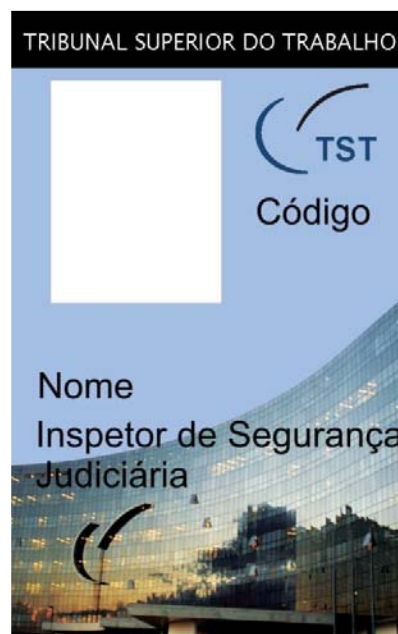 TRIBUNAL SUPERIOR DO TRABALHO
TST
Código
Nome
Inspetor de Segurança
Judiciária